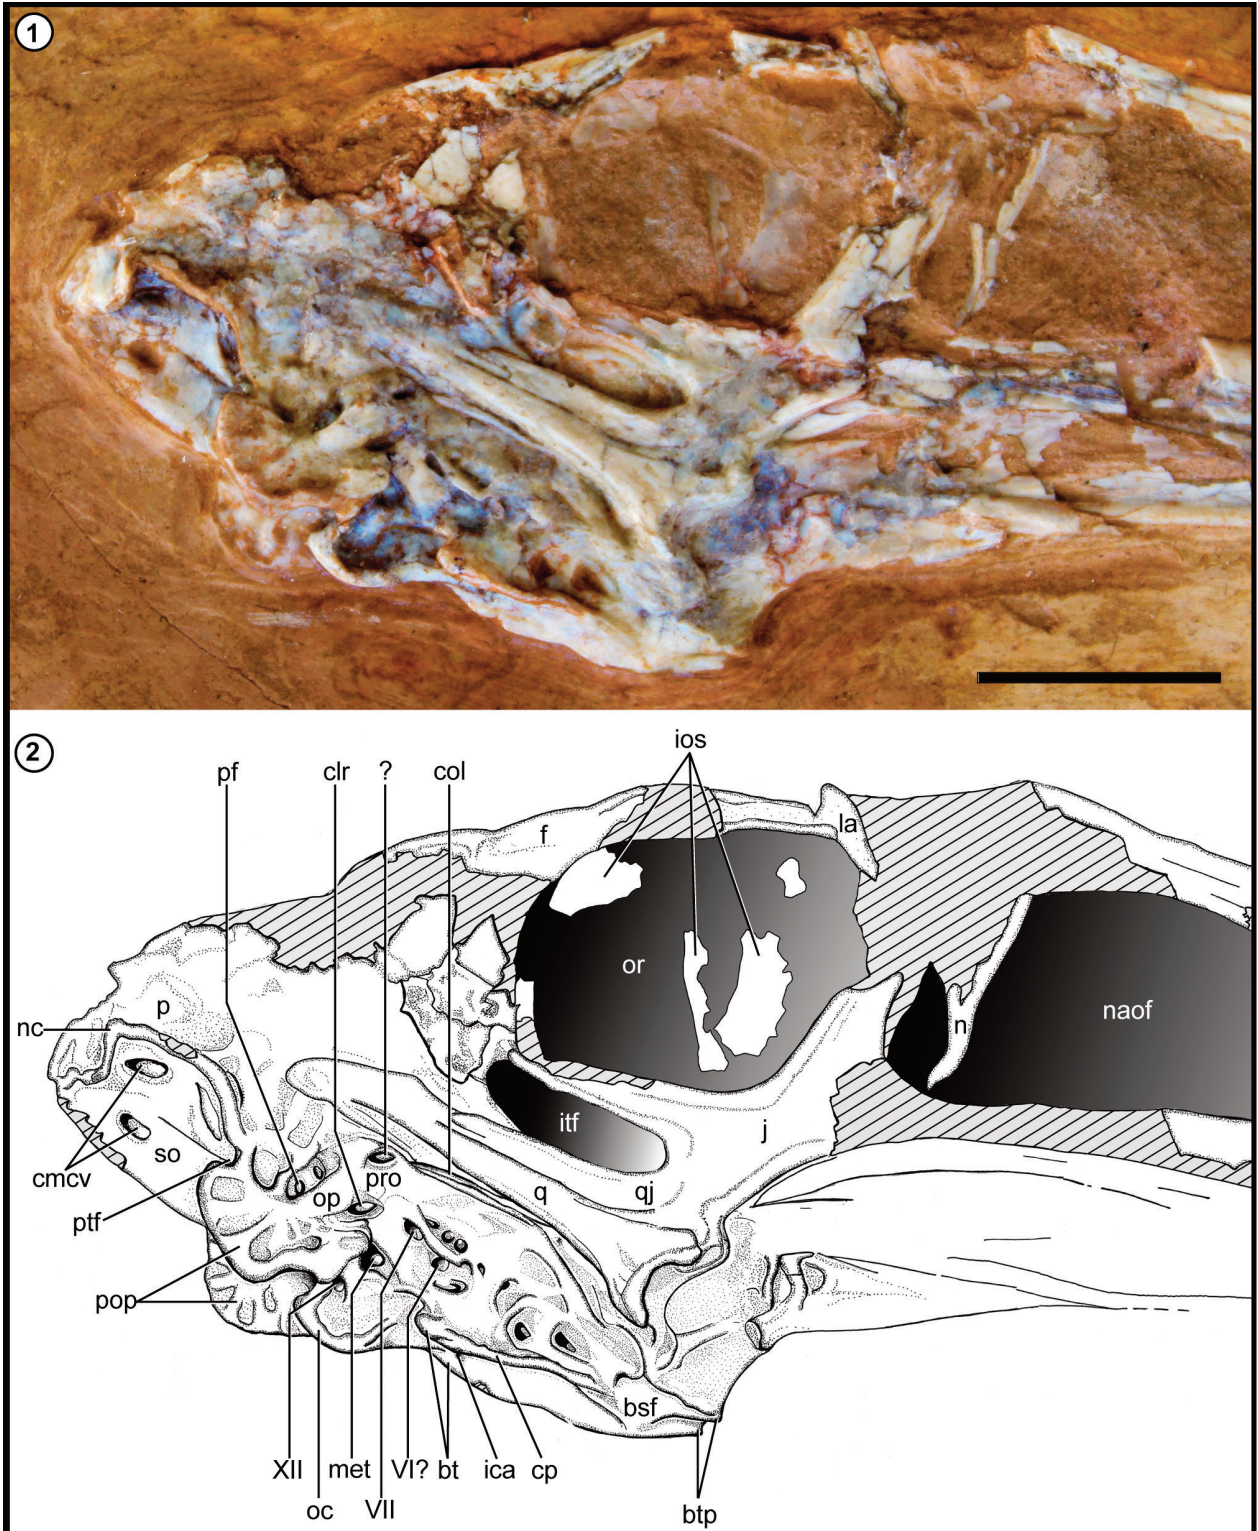 1
2
ios
pf clr ? col
f la
or
p
nc n naof
itf
j
so pro
cmcv op q qj
ptf
pop
bsf
XII met VI? bt ica cp
oc VII btp